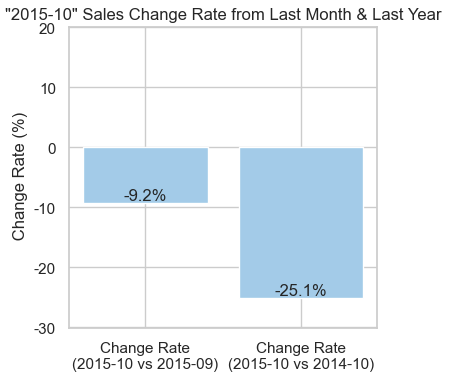 "2015-10" Sales Change Rate from Last Month & Last Year
20
10
0
-10
-20
-30
Change Rate (%)
-9.2%
-25.1%
Change Rate
(2015-10 vs 2015-09)
Change Rate
(2015-10 vs 2014-10)